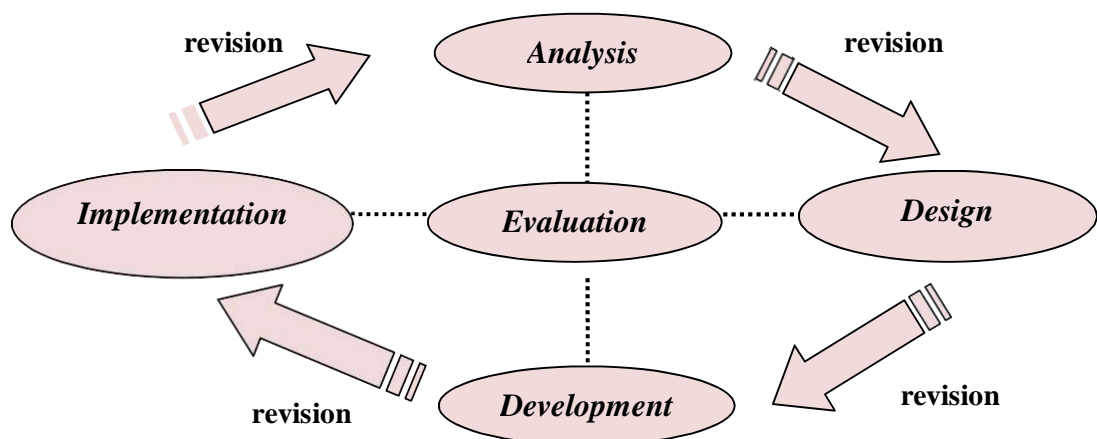 revision
Analysis
revision
Implementation
Evaluation
Design
revision
Development
revision